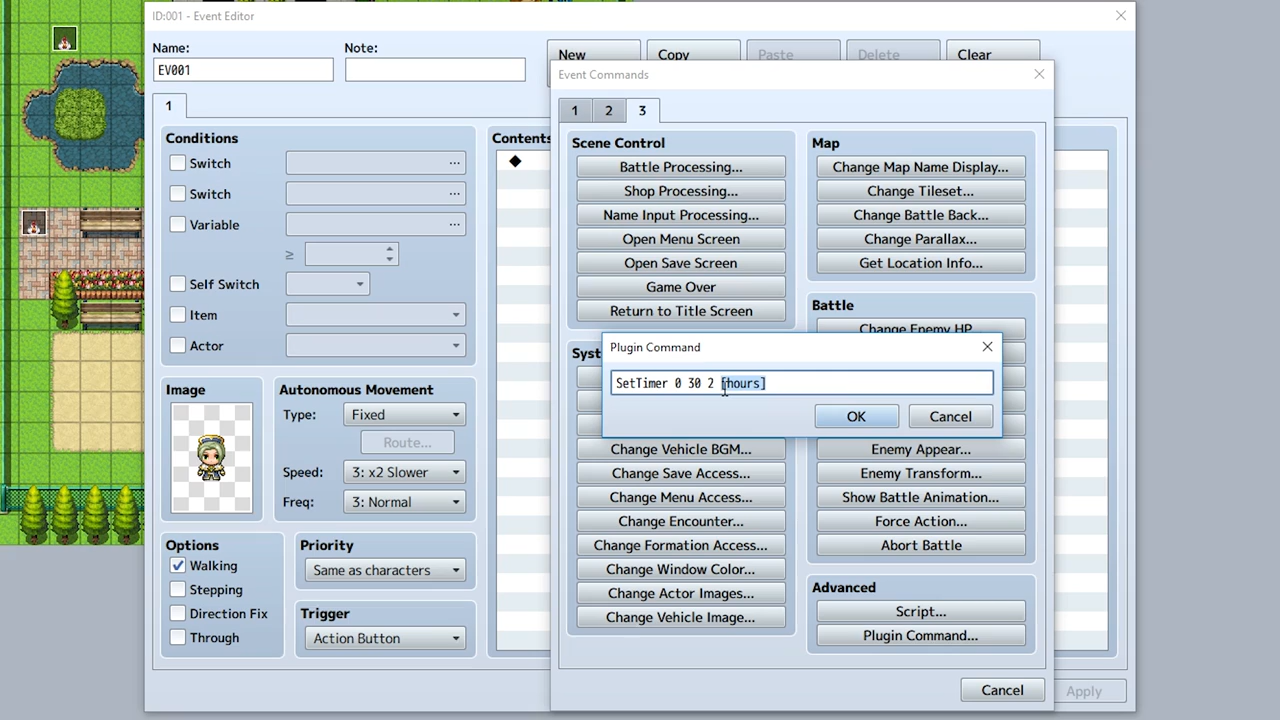 ID:001 - Event Editor
Name:
Note:
EV001
New
Copy
Paste
Delete
Clear
1
Conditions
Switch
...
Switch
...
Variable
...
≥
Self Switch
Item
Actor
Image
Autonomous Movement
Type:
Fixed
Route...
Speed:
3: x2 Slower
Freq:
3: Normal
Options
Walking
Stepping
Direction Fix
Through
Priority
Same as characters
Trigger
Action Button
Contents
◆
Event Commands
1
2
3
Scene Control
Battle Processing...
Shop Processing...
Name Input Processing...
Open Menu Screen
Open Save Screen
Game Over
Return to Title Screen
Syst
Change Vehicle BGM...
Change Save Access...
Change Menu Access...
Change Encounter...
Change Formation Access...
Change Window Color...
Change Actor Images...
Change Vehicle Image...
Map
Change Map Name Display...
Change Tileset...
Change Battle Back...
Change Parallax...
Get Location Info...
Battle
Change Enemy HP
Enemy Appear...
Enemy Transform...
Show Battle Animation...
Force Action...
Abort Battle
Advanced
Script...
Plugin Command...
Plugin Command
SetTimer 0 30 2 [hours]
OK
Cancel
Cancel
Apply